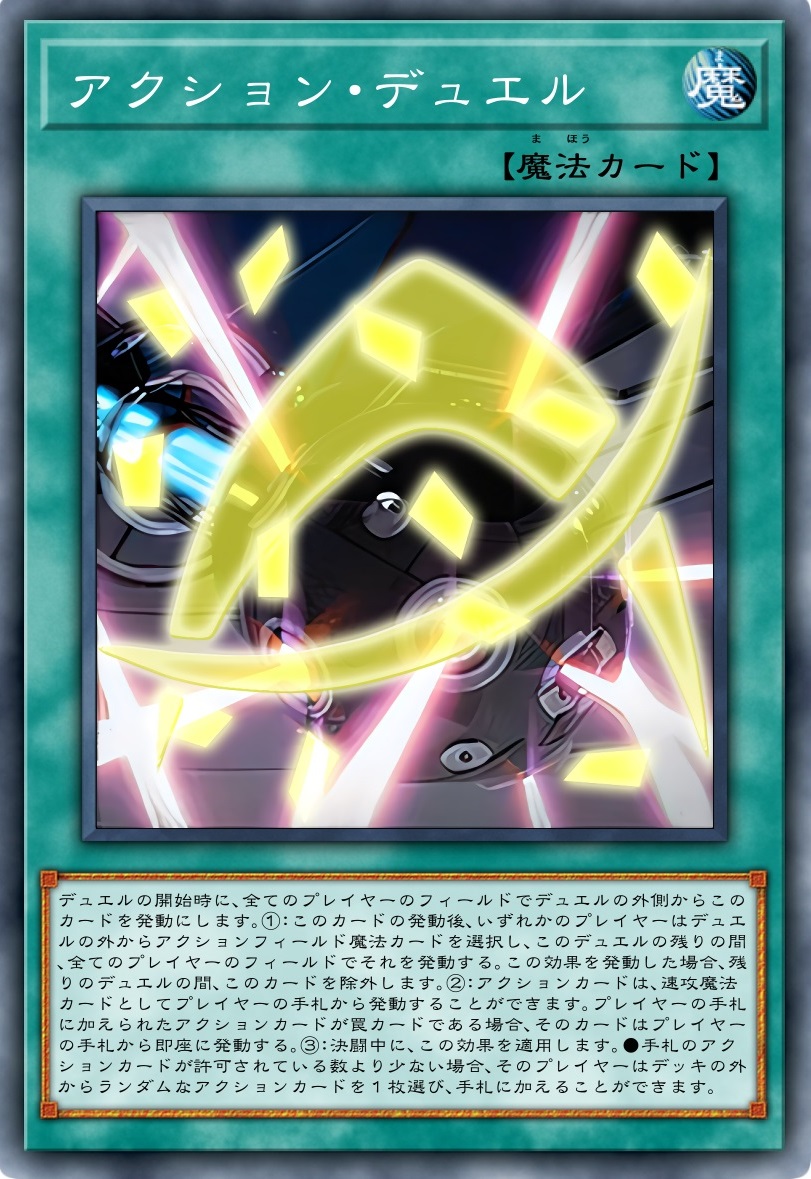 アクション・デュエル
魔
【魔法カード】
デュエルの開始時に、全てのプレイヤーのフィールドでデュエルの外側からこの
カードを発動にします。①：このカードの発動後、いずれかのプレイヤーはデュエ
ルの外からアクションフィールド魔法カードを選択し、このデュエルの残りの間
、全てのプレイヤーのフィールドでそれを発動する。この効果を発動した場合、残
りのデュエルの間、このカードを除外します。②：アクションカードは、速攻魔法
カードとしてプレイヤーの手札から発動することができます。プレイヤーの手札
に加えられたアクションカードが罠カードである場合、そのカードはプレイヤー
の手札から即座に発動する。③：決闘中に、この効果を適用します。●手札のアク
ションカードが許可されている数より少ない場合、そのプレイヤーはデッキの外
からランダムなアクションカードを１枚選び、手札に加えることができます。